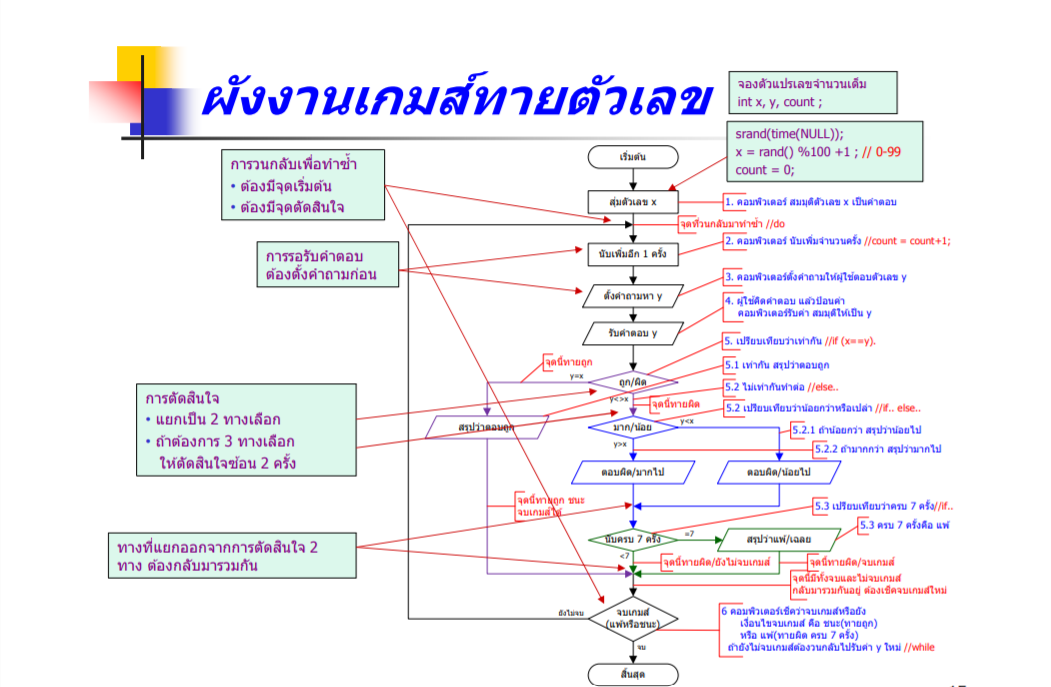 ผังงานเกมส์ทายตัวเลข
จองตัวแปรเลขจำนวนเต็ม
int x, y, count ;
srand(time(NULL));
x = rand() %100 +1 ; // 0-99
count = 0;
การวนกลับเพื่อทำซ้ำ
• ต้องมีจุดเริ่มต้น
• ต้องมีจุดตัดสินใจ
เริ่มต้น
สุ่มตัวเลข x
1. คอมพิวเตอร์ สมมุติตัวเลข x เป็นคำตอบ
จุดที่วนกลับมาทำซ้ำ //do
การรอรับคำตอบ
ต้องตั้งคำถามก่อน
นับเพิ่มอีก 1 ครั้ง
2. คอมพิวเตอร์ นับเพิ่มจำนวนครั้ง //count = count+1;
ตั้งคำถามหา y
3. คอมพิวเตอร์ตั้งคำถามให้ผู้ใช้ตอบตัวเลข y
รับคำตอบ y
4. ผู้ใช้คิดคำตอบ แล้วป้อนค่า
คอมพิวเตอร์รับค่า สมมุติให้เป็น y
5. เปรียบเทียบว่าเท่ากัน //if (x==y).
จุดนี้ทายถูก
5.1 เท่ากัน สรุปว่าตอบถูก
y=x
ถูก/ผิด
5.2 ไม่เท่ากันทำต่อ //else..
y<>x
จุดนี้ทายผิด
5.2 เปรียบเทียบว่าน้อยกว่าหรือเปล่า //if.. else..
การตัดสินใจ
• แยกเป็น 2 ทางเลือก
• ถ้าต้องการ 3 ทางเลือก
ให้ตัดสินใจซ้อน 2 ครั้ง
สรุปว่าตอบถูก
มาก/น้อย
y<x
5.2.1 ถ้าน้อยกว่า สรุปว่าน้อยไป
y>x
5.2.2 ถ้ามากกว่า สรุปว่ามากไป
ตอบผิด/มากไป
ตอบผิด/น้อยไป
จุดนี้ทายถูก ชนะ
จบเกมส์ได้
5.3 เปรียบเทียบว่าครบ 7 ครั้ง//if..
5.3 ครบ 7 ครั้งคือ แพ้
ทางที่แยกออกจากการตัดสินใจ 2
ทาง ต้องกลับมารวมกัน
นับครบ 7 ครั้ง
=7
สรุปว่าแพ้/เฉลย
<7
จุดนี้ทายผิด/ยังไม่จบเกมส์
จุดนี้ทายผิด/จบเกมส์
จุดนี้มีทั้งจบและไม่จบเกมส์
กลับมารวมกันอยู่ ต้องเช็คจบเกมส์ใหม่
ยังไม่จบ
จบเกมส์
(แพ้หรือชนะ)
6 คอมพิวเตอร์เช็คว่าจบเกมส์หรือยัง
เงื่อนไขจบเกมส์ คือ ชนะ(ทายถูก)
หรือ แพ้(ทายผิด ครบ 7 ครั้ง)
ถ้ายังไม่จบเกมส์ต้องวนกลับไปรับค่า y ใหม่ //while
จบ
สิ้นสุด